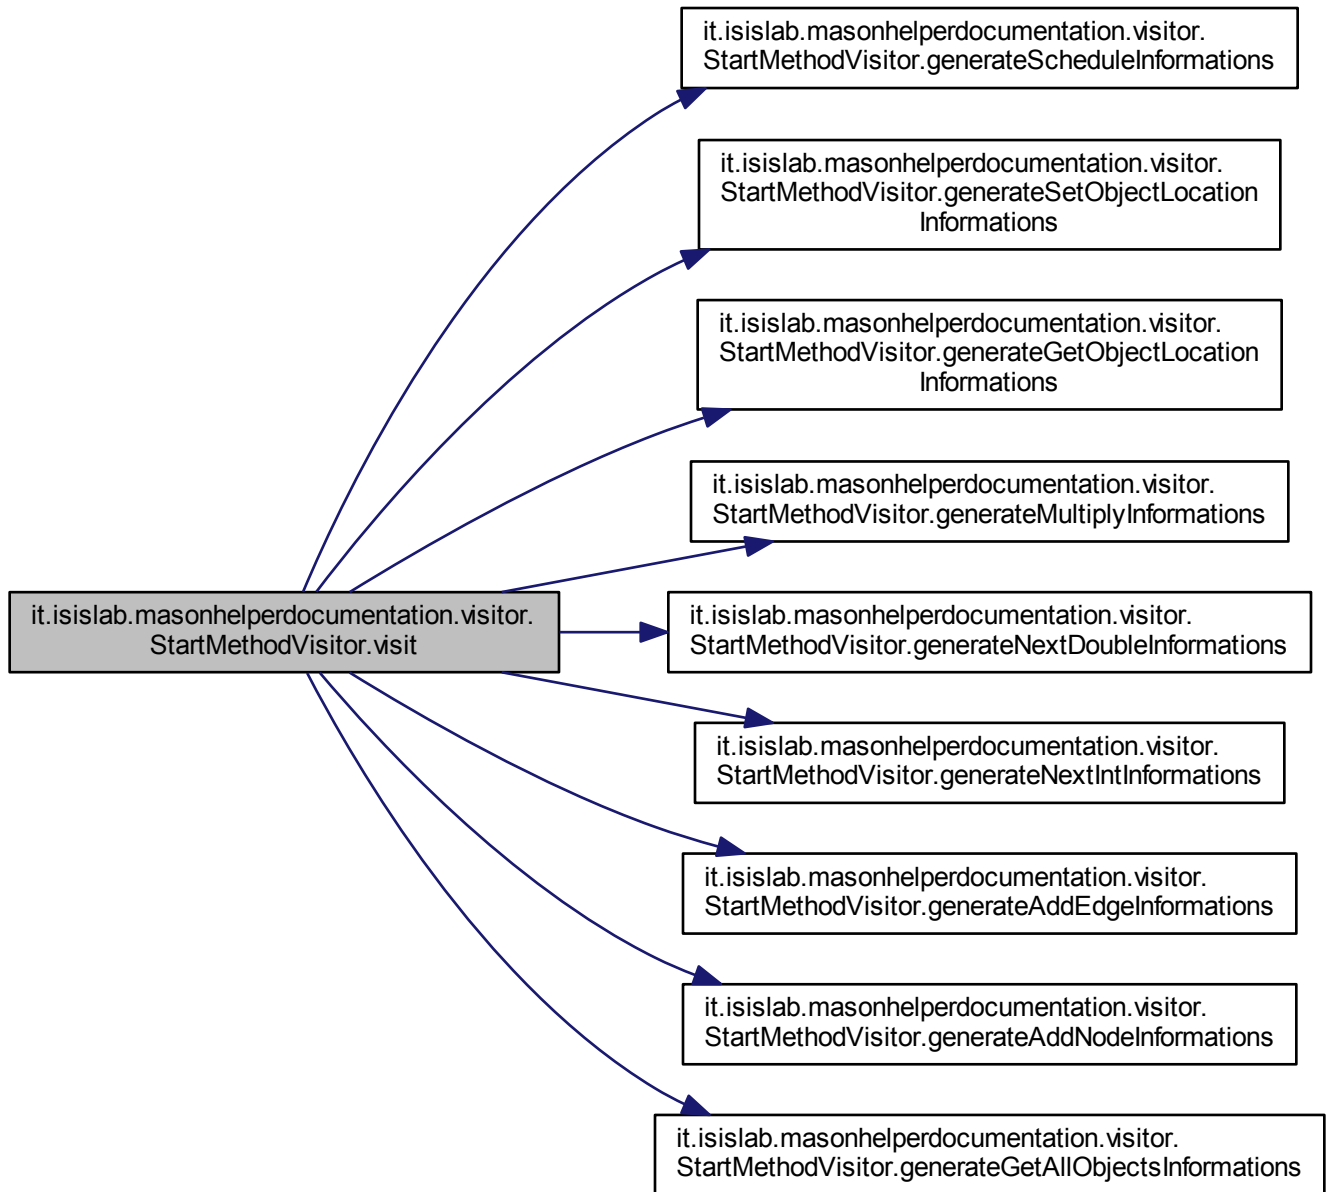 it.isislab.masonhelperdocumentation.visitor.
StartMethodVisitor.generateScheduleInformations
it.isislab.masonhelperdocumentation.visitor.
StartMethodVisitor.generateSetObjectLocation
Informations
it.isislab.masonhelperdocumentation.visitor.
StartMethodVisitor.generateGetObjectLocation
Informations
it.isislab.masonhelperdocumentation.visitor.
StartMethodVisitor.generateMultiplyInformations
it.isislab.masonhelperdocumentation.visitor.
StartMethodVisitor.visit
it.isislab.masonhelperdocumentation.visitor.
StartMethodVisitor.generateNextDoubleInformations
it.isislab.masonhelperdocumentation.visitor.
StartMethodVisitor.generateNextIntInformations
it.isislab.masonhelperdocumentation.visitor.
StartMethodVisitor.generateAddEdgeInformations
it.isislab.masonhelperdocumentation.visitor.
StartMethodVisitor.generateAddNodeInformations
it.isislab.masonhelperdocumentation.visitor.
StartMethodVisitor.generateGetAllObjectsInformations